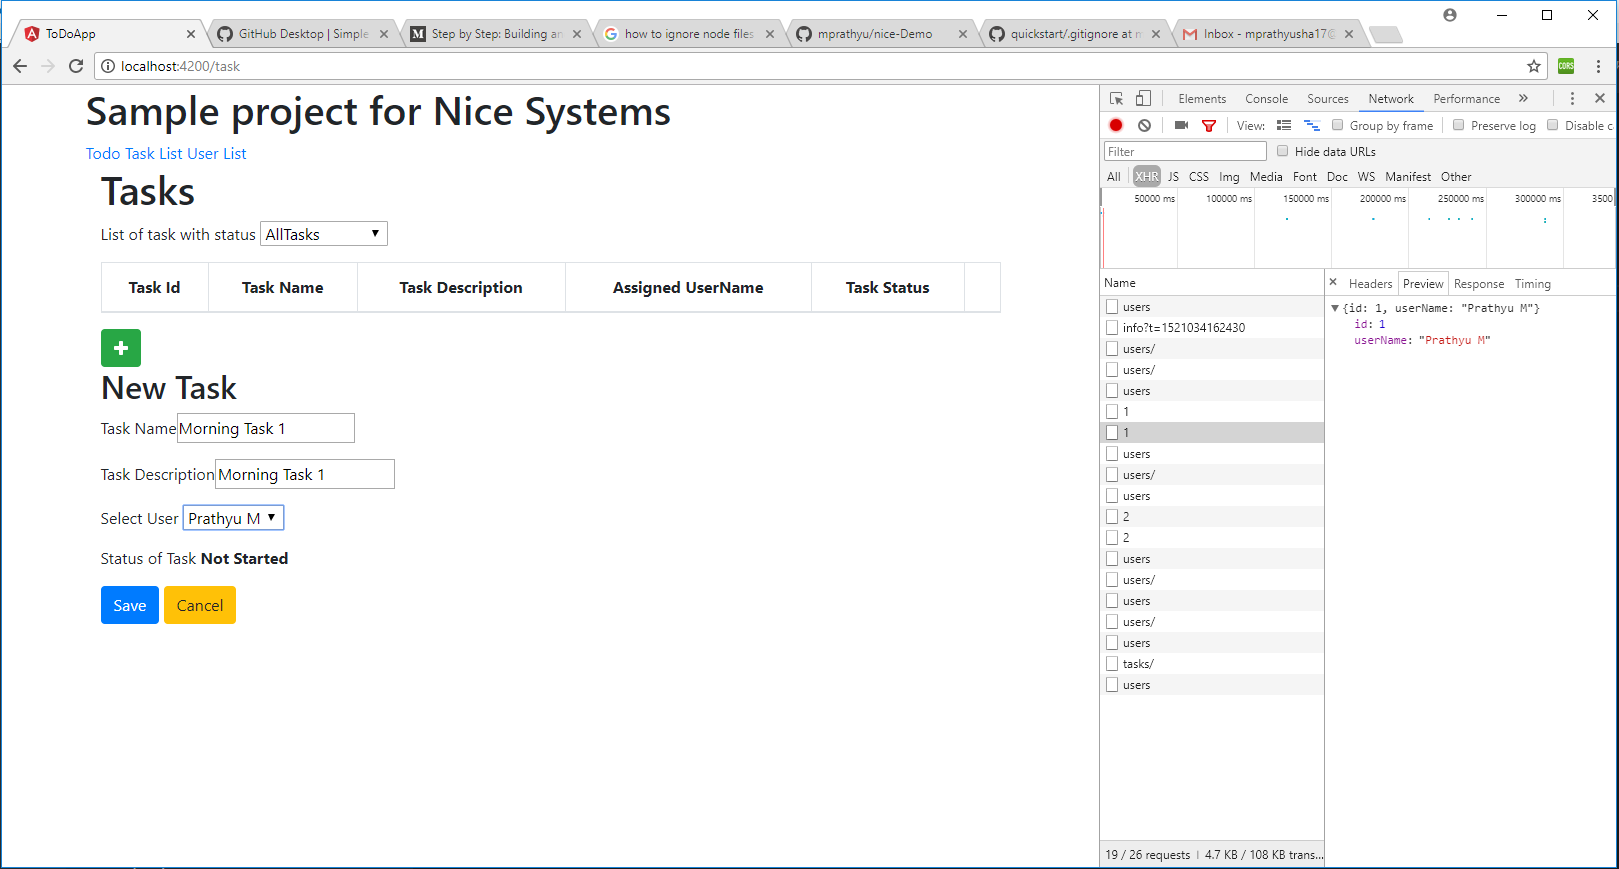 ToDoApp
GitHub Desktop | Simple
Step by Step: Building an
how to ignore node files
mprathyu/nice-Demo
quickstart/.gitignore at m
Inbox - mprathyusha17@
localhost:4200/task
CORS
Sample project for Nice Systems
Todo Task List User List
Tasks
List of task with status AllTasks
Task Id Task Name Task Description Assigned UserName Task Status
New Task
Task Name Morning Task 1
Task Description Morning Task 1
Select User Prathyu M
Status of Task Not Started
Save Cancel
Elements Console Sources Network Performance »
View: Group by frame Preserve log Disable c
Filter Hide data URLs
All XHR JS CSS Img Media Font Doc WS Manifest Other
50000 ms 100000 ms 150000 ms 200000 ms 250000 ms 300000 ms 3500
Name
users
info?t=1521034162430
users/
users/
users
1
1
users
users/
users
2
2
users
users/
users
users/
users
tasks/
users
19 / 26 requests | 4.7 KB / 108 KB trans...
Headers Preview Response Timing
{id: 1, userName: "Prathyu M"}
id: 1
userName: "Prathyu M"